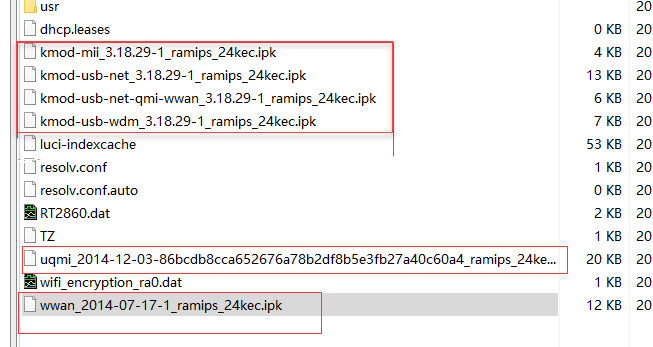 usr 20
dhcp.leases 0 KB 20
kmod-mii_3.18.29-1_ramips_24kec.ipk 4 KB 20
kmod-usb-net_3.18.29-1_ramips_24kec.ipk 13 KB 20
kmod-usb-net-qmi-wwan_3.18.29-1_ramips_24kec.ipk 6 KB 20
kmod-usb-wdm_3.18.29-1_ramips_24kec.ipk 7 KB 20
luci-indexcache 53 KB 20
resolv.conf 1 KB 20
resolv.conf.auto 0 KB 20
RT2860.dat 2 KB 20
TZ 1 KB 20
uqmi_2014-12-03-86bcdb8cca652676a78b2df8b5e3fb27a40c60a4_ramips_24ke... 20 KB 20
wifi_encryption_ra0.dat 1 KB 20
wwan_2014-07-17-1_ramips_24kec.ipk 12 KB 20